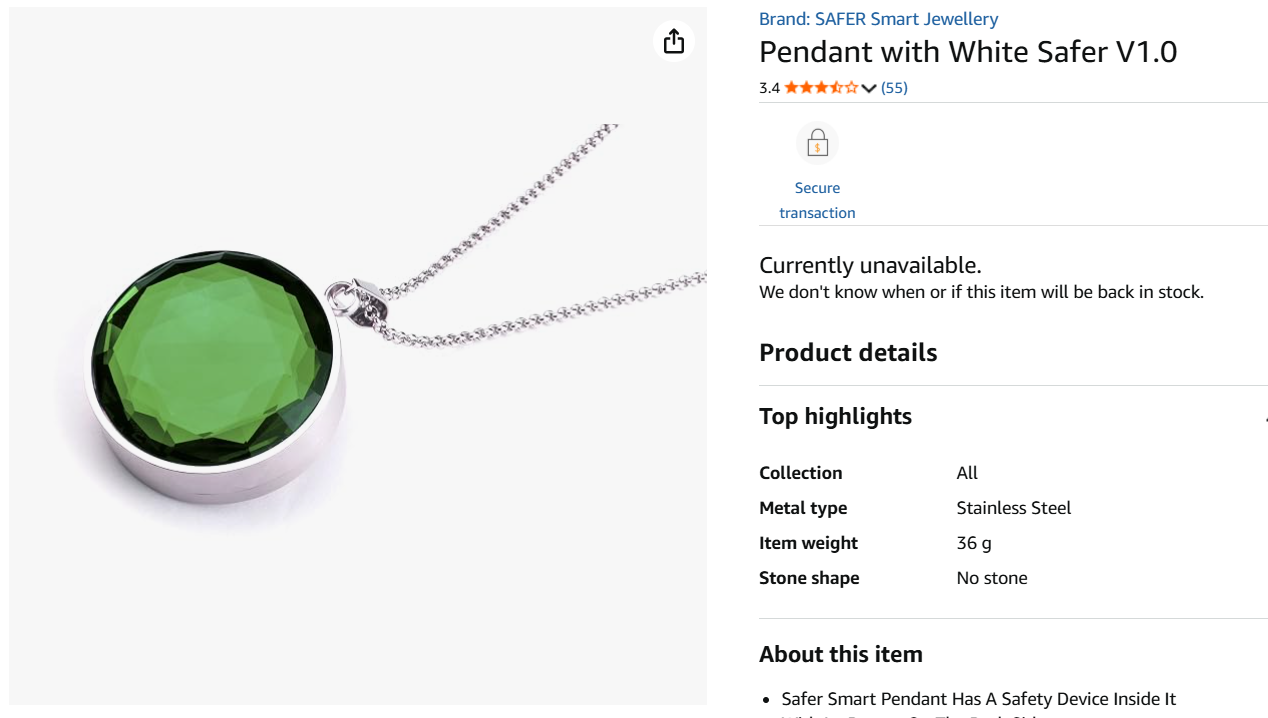 Brand: SAFER Smart Jewellery
Pendant with White Safer V1.0
3.4 (55)
$
Secure
transaction
Currently unavailable.
We don't know when or if this item will be back in stock.
Product details
Top highlights
Collection All
Metal type Stainless Steel
Item weight 36 g
Stone shape No stone
About this item
• Safer Smart Pendant Has A Safety Device Inside It